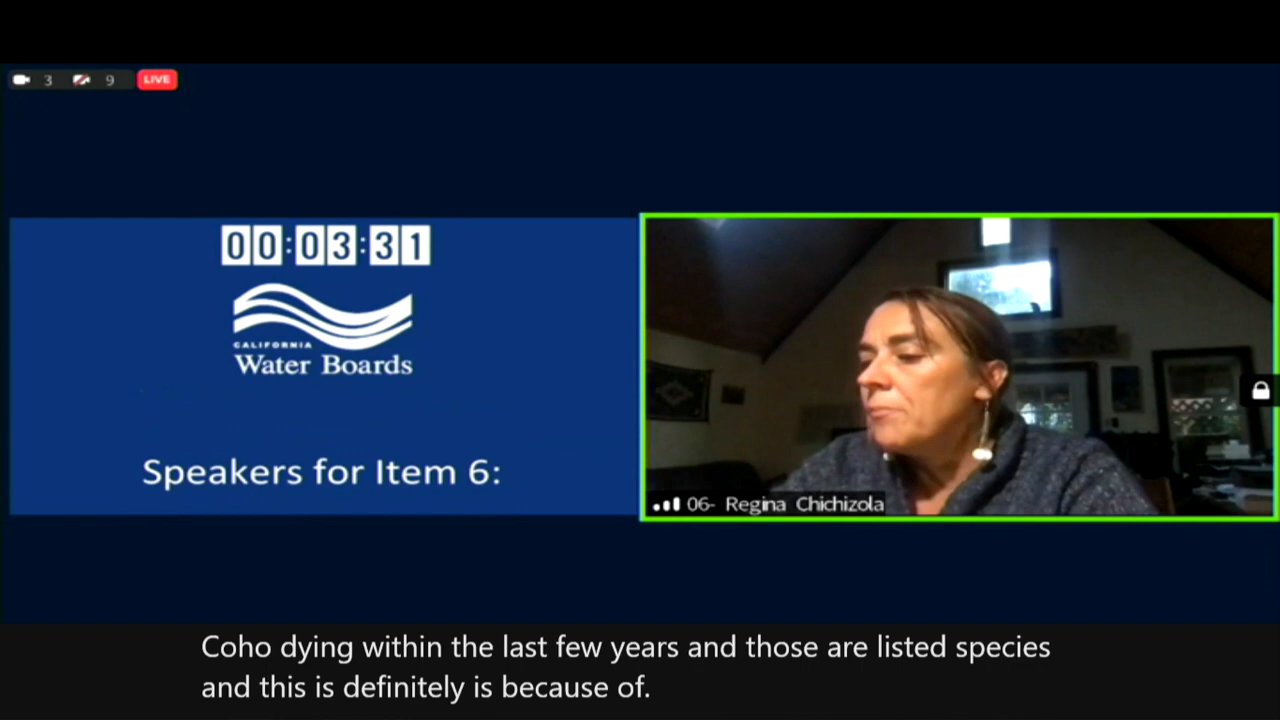 3 9 LIVE
00:03:31
CALIFORNIA
Water Boards
Speakers for Item 6:
06- Regina Chichizola
Coho dying within the last few years and those are listed species
and this is definitely is because of.